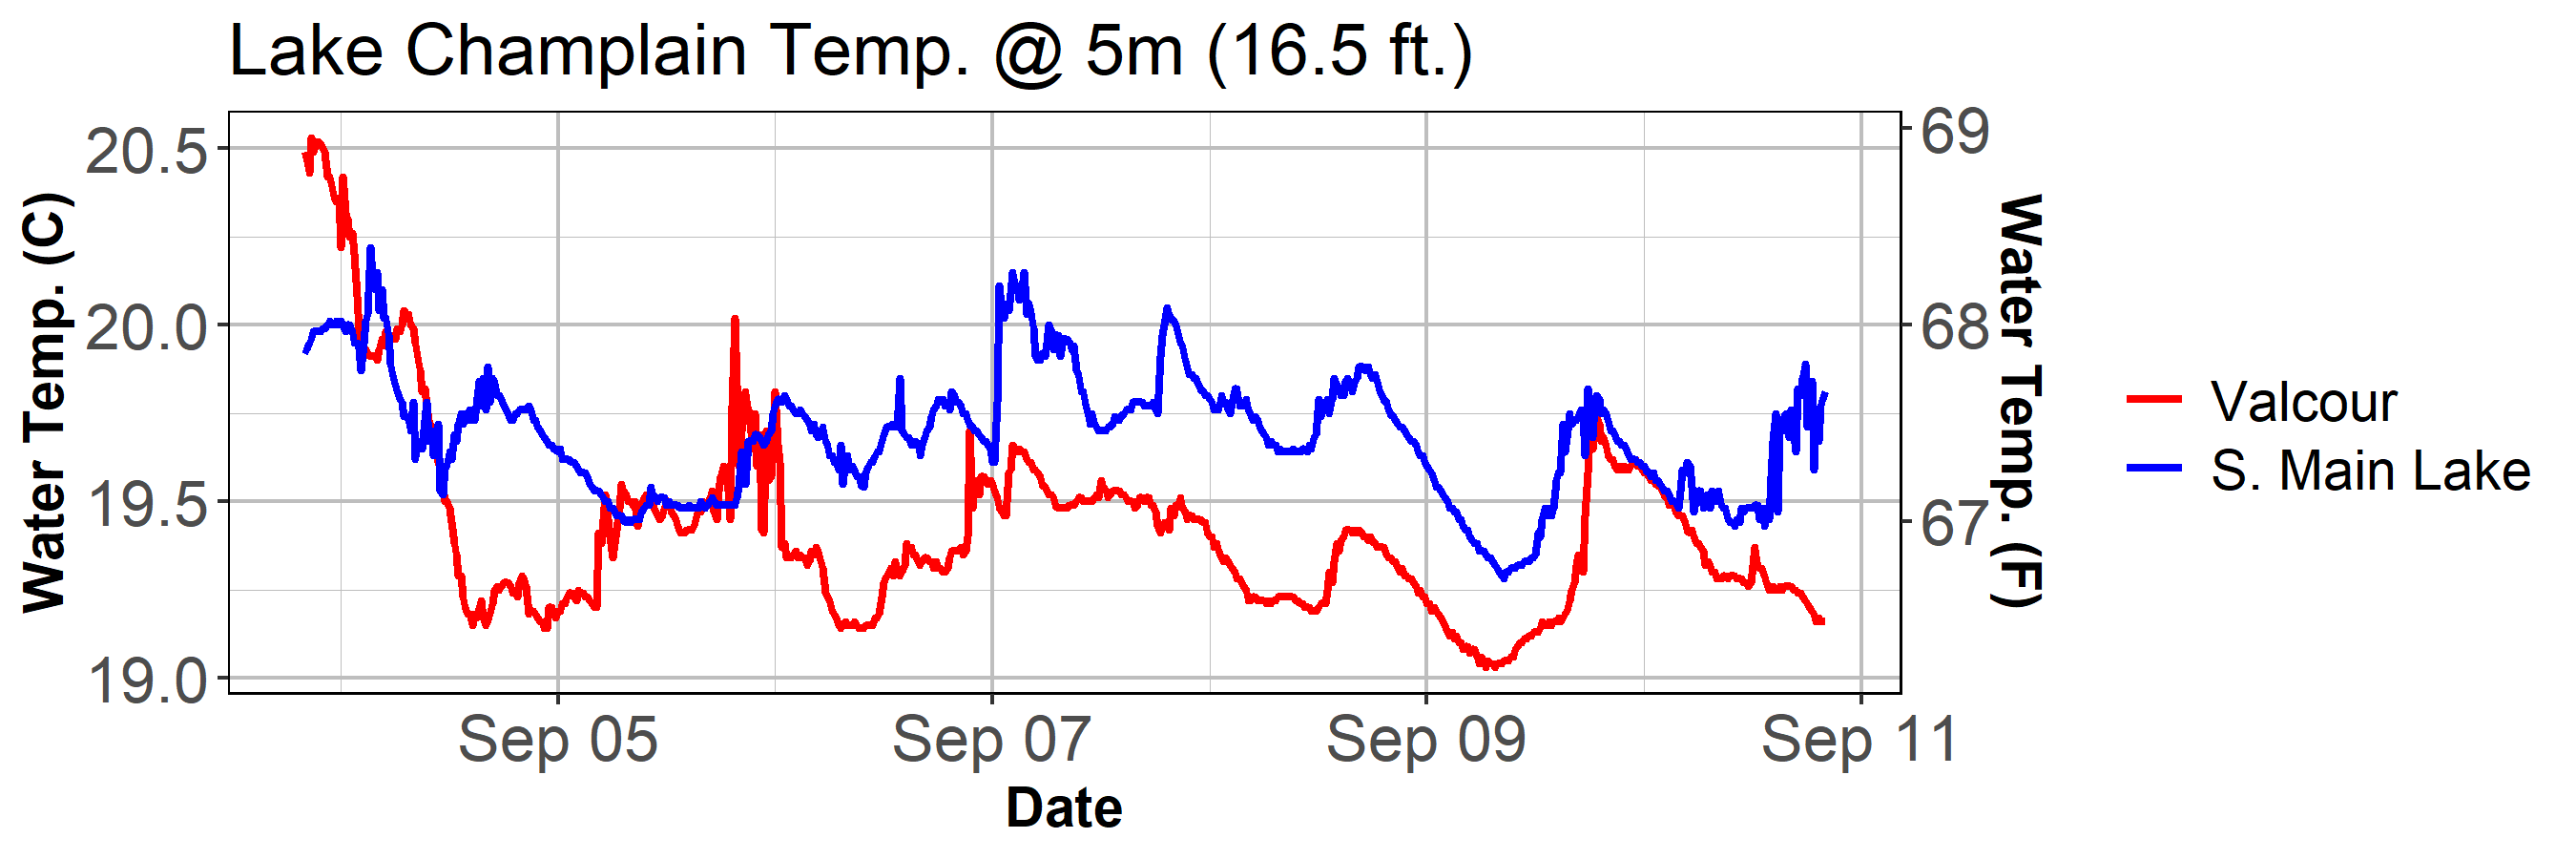 Lake Champlain Temp. @ 5m (16.5 ft.)
Water Temp. (C)
20.5
20.0
19.5
19.0
69
68
67
Water Temp. (F)
Sep 05
Sep 07
Sep 09
Sep 11
Date
Valcour
S. Main Lake